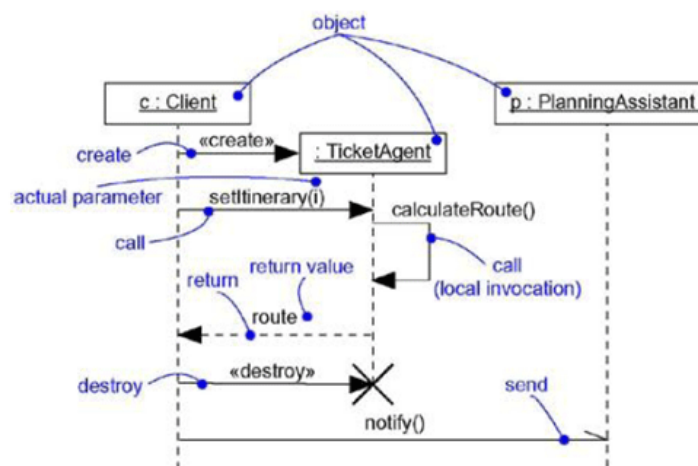 object
c : Client
p : PlanningAssistant
«create»
: TicketAgent
create
actual parameter
setItinerary(i)
calculateRoute()
call
call
(local invocation)
return value
return
route
«destroy»
destroy
send
notify()